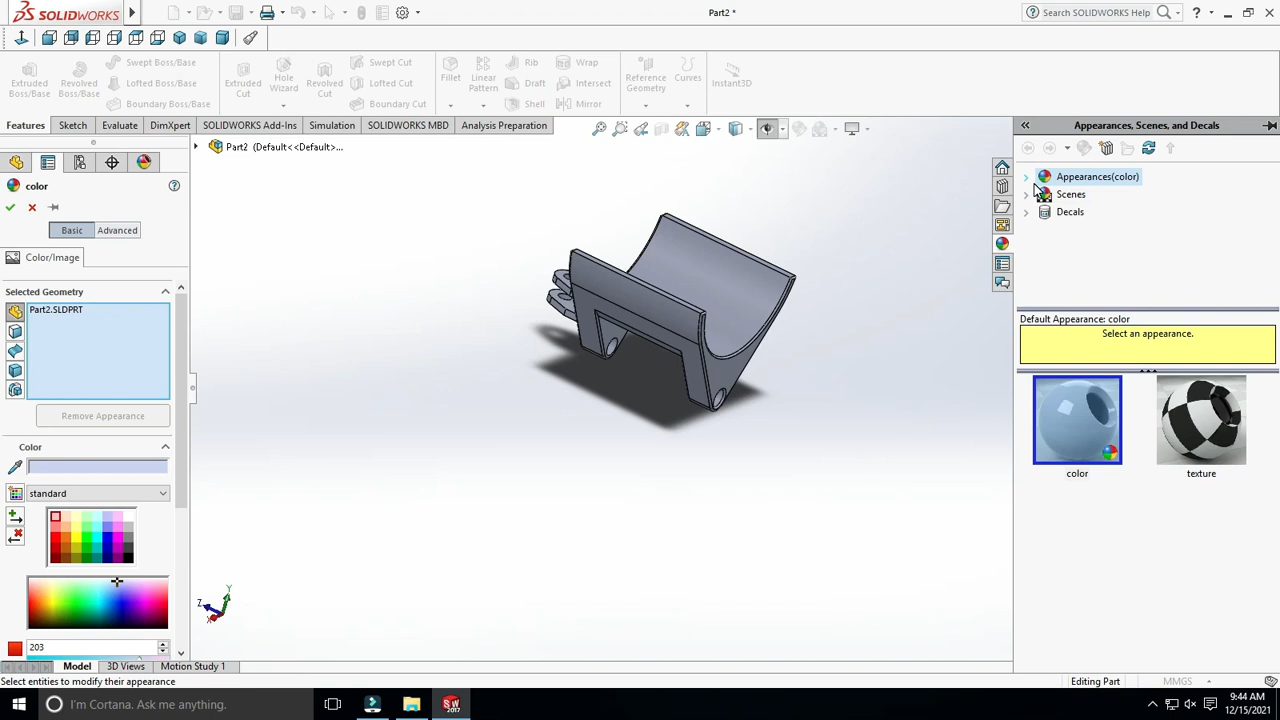 SOLIDWORKS
Part2 *
Search SOLIDWORKS Help
Extruded Boss/Base
Revolved Boss/Base
Swept Boss/Base
Lofted Boss/Base
Boundary Boss/Base
Extruded Cut
Hole Wizard
Revolved Cut
Swept Cut
Lofted Cut
Boundary Cut
Fillet
Linear Pattern
Rib
Draft
Shell
Wrap
Intersect
Mirror
Reference Geometry
Curves
Instant3D
Features
Sketch
Evaluate
DimXpert
SOLIDWORKS Add-Ins
Simulation
SOLIDWORKS MBD
Analysis Preparation
Part2 (Default<<Default>...
color
Basic
Advanced
Color/Image
Selected Geometry
Part2.SLDPRT
Remove Appearance
Color
standard
203
Y
Z
X
Appearances, Scenes, and Decals
Appearances(color)
Scenes
Decals
Default Appearance: color
Select an appearance.
color
texture
Model
3D Views
Motion Study 1
Select entities to modify their appearance
Editing Part
MMGS
I'm Cortana. Ask me anything.
SW
2017
9:44 AM
12/15/2021